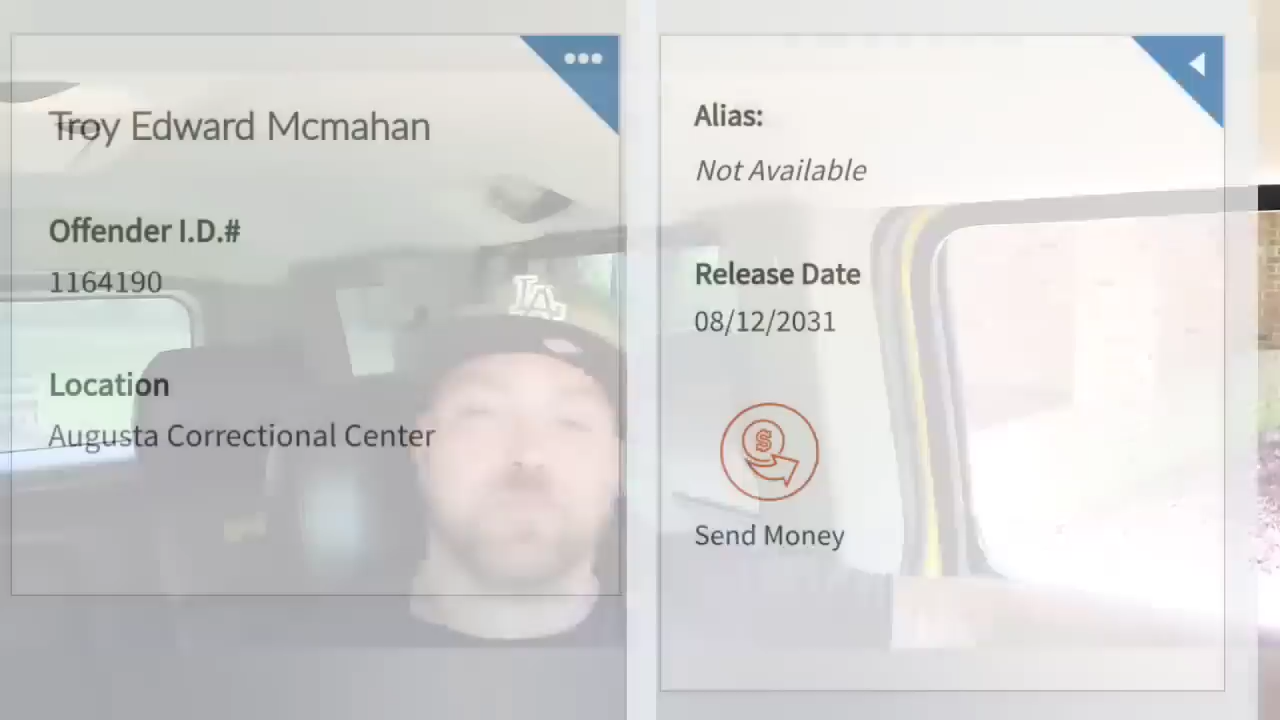 Troy Edward Mcmahan
Offender I.D.#
1164190
Location
Augusta Correctional Center
Alias:
Not Available
Release Date
08/12/2031
Send Money
LA
$